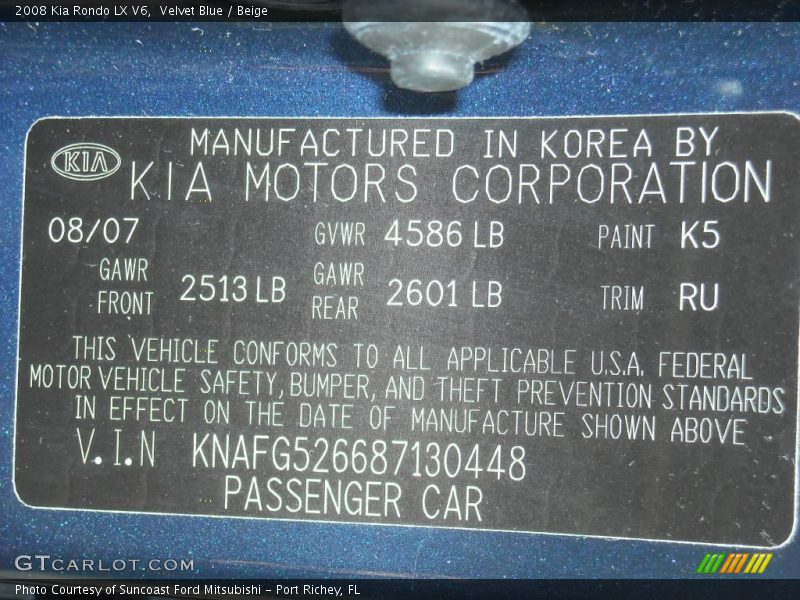 2008 Kia Rondo LX V6, Velvet Blue / Beige
MANUFACTURED IN KOREA BY
KIA
KIA MOTORS CORPORATION
08/07 GVWR 4586 LB PAINT K5
GAWR FRONT 2513 LB GAWR REAR 2601 LB TRIM RU
THIS VEHICLE CONFORMS TO ALL APPLICABLE U.S.A. FEDERAL
MOTOR VEHICLE SAFETY, BUMPER, AND THEFT PREVENTION STANDARDS
IN EFFECT ON THE DATE OF MANUFACTURE SHOWN ABOVE
V.I.N KNAFG526687130448
PASSENGER CAR
GTCARLOT.COM
Photo Courtesy of Suncoast Ford Mitsubishi - Port Richey, FL